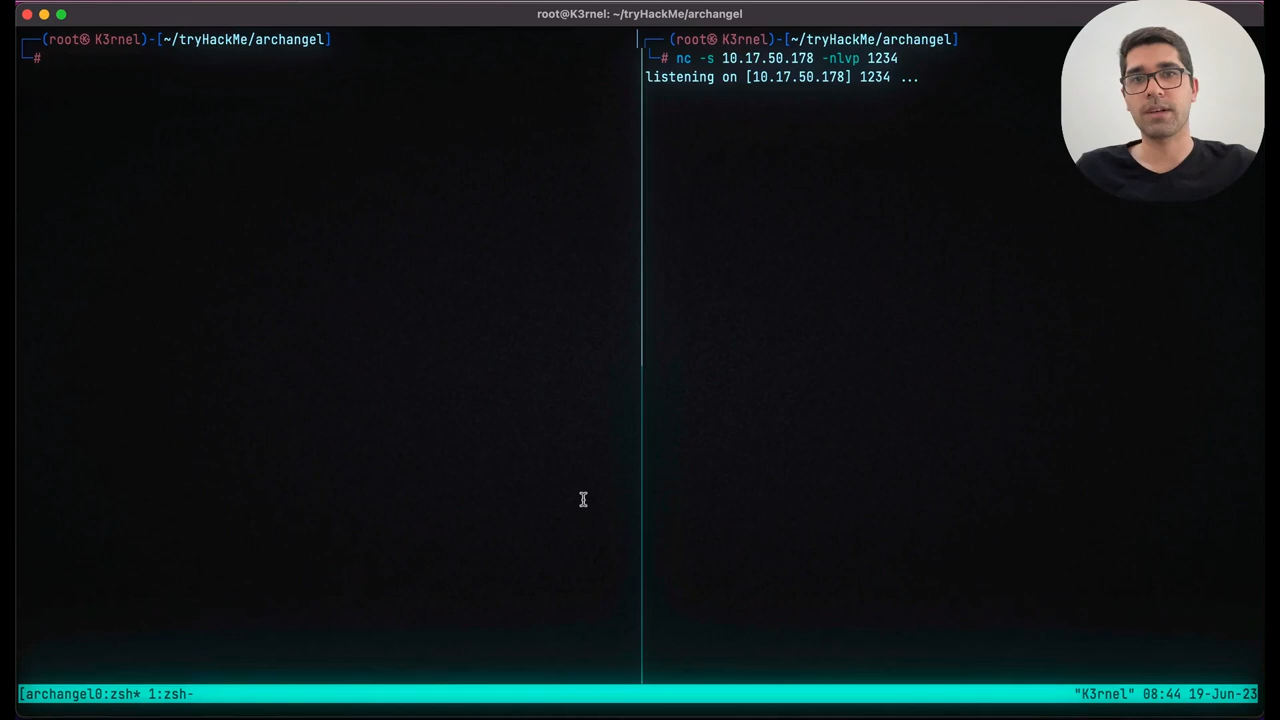 root@K3rnel: ~/tryHackMe/archangel
┌──(root㉿ K3rnel)-[~/tryHackMe/archangel]
└─#
┌── (root㉿ K3rnel)-[~/tryHackMe/archangel]
└─# nc -s 10.17.50.178 -nlvp 1234
listening on [10.17.50.178] 1234 ...
[archangel0:zsh* 1:zsh-
"K3rnel" 08:44 19-Jun-23